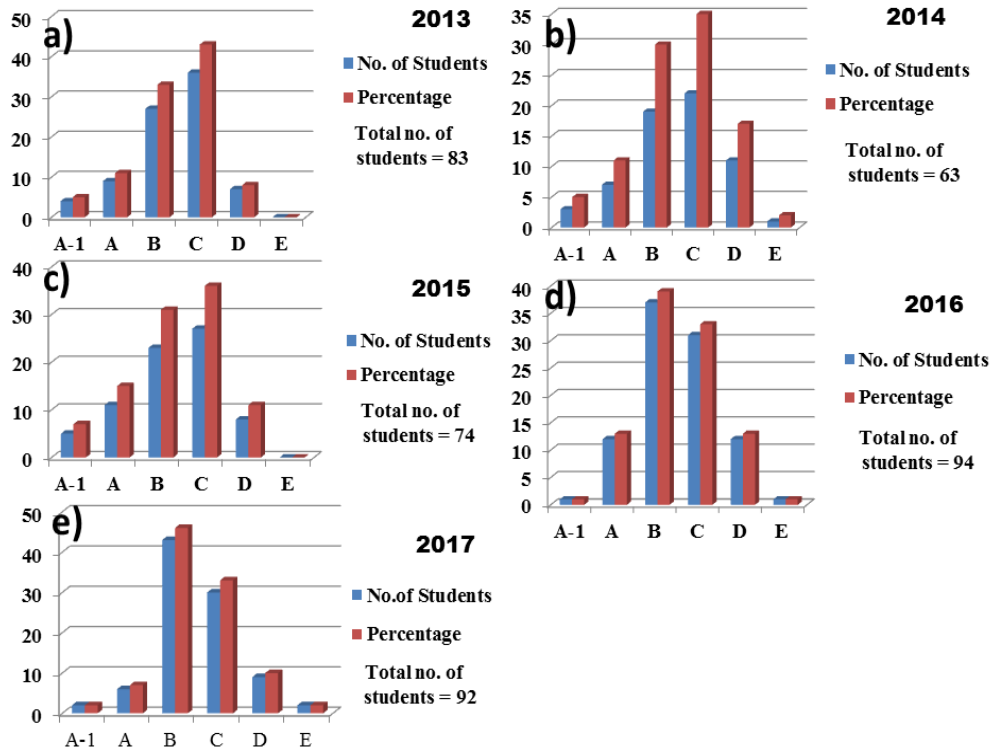 a)
2013
50
40
30
20
10
0
A-1 A B C D E
No. of Students
Percentage
Total no. of
students = 83
b)
2014
35
30
25
20
15
10
5
0
A-1 A B C D E
No. of Students
Percentage
Total no. of
students = 63
c)
2015
40
30
20
10
0
A-1 A B C D E
No. of Students
Percentage
Total no. of
students = 74
d)
2016
40
35
30
25
20
15
10
5
0
A-1 A B C D E
No. of Students
Percentage
Total no. of
students = 94
e)
2017
50
40
30
20
10
0
A-1 A B C D E
No.of Students
Percentage
Total no. of
students = 92